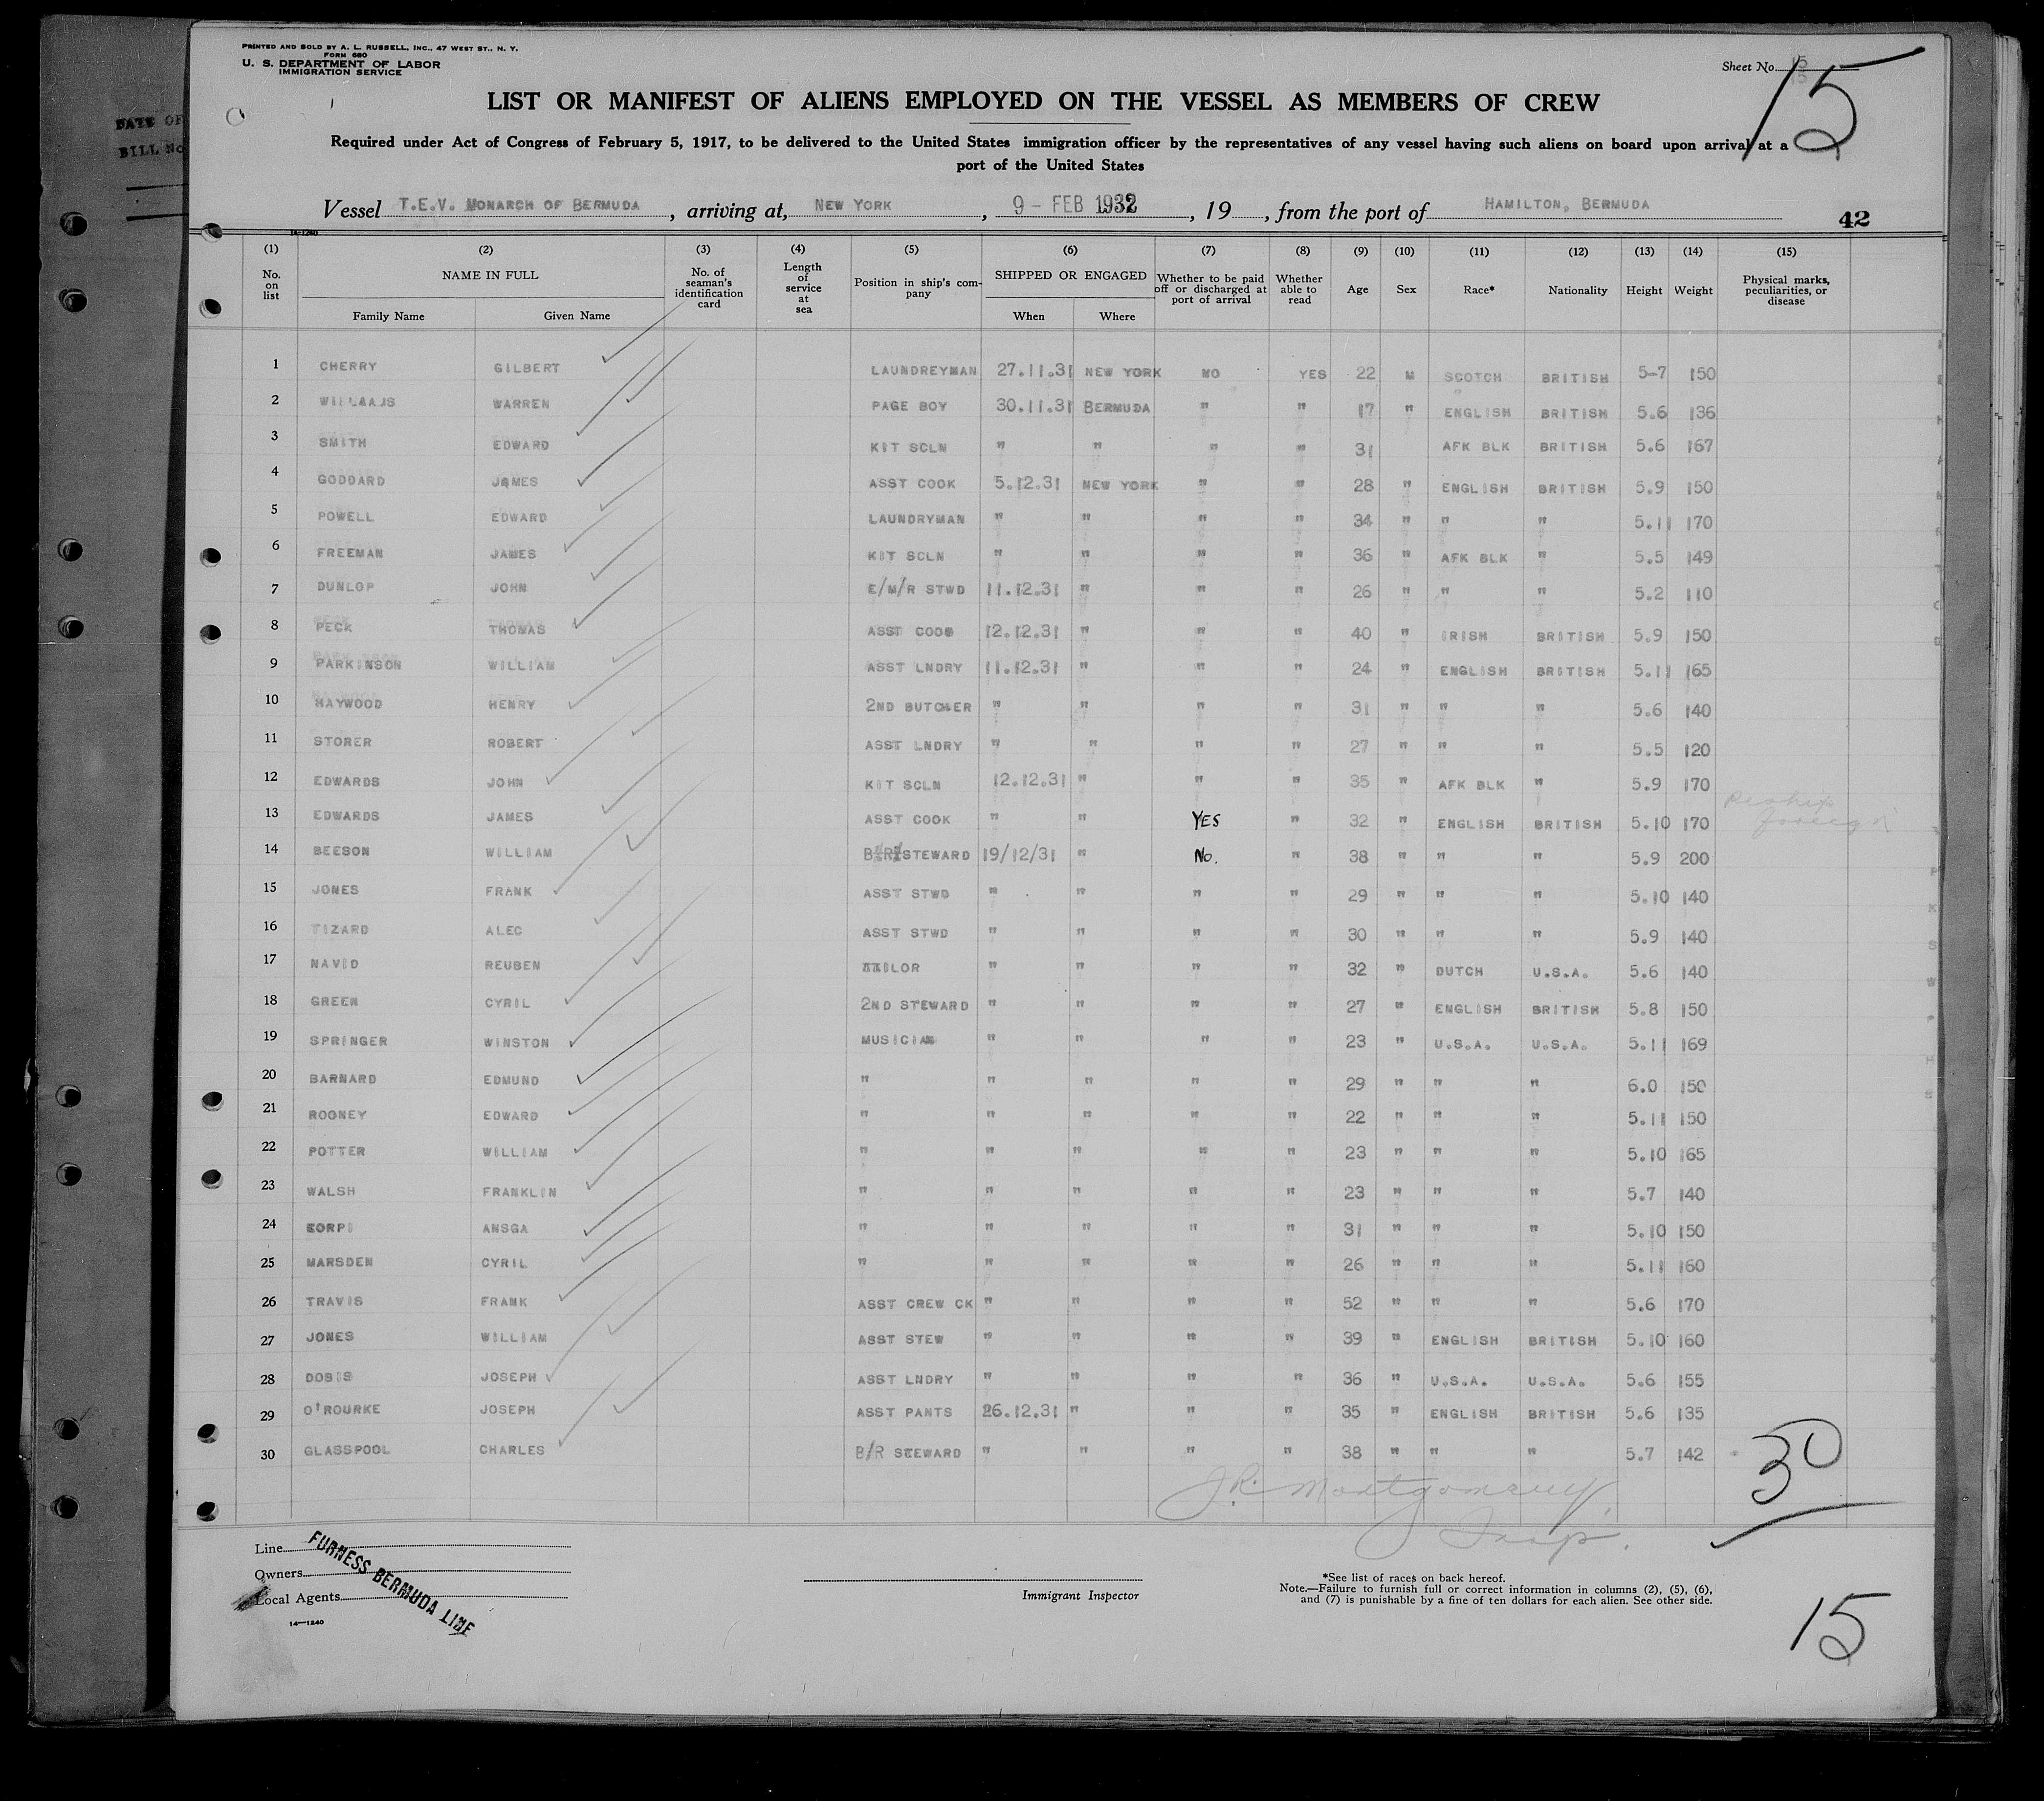 PRINTED AND SOLD BY A. L. RUSSELL, INC., 47 WEST ST., N. Y.
FORM 680
U. S. DEPARTMENT OF LABOR
IMMIGRATION SERVICE
Sheet No. 15
15
DATE OF
BILL No
LIST OR MANIFEST OF ALIENS EMPLOYED ON THE VESSEL AS MEMBERS OF CREW
Required under Act of Congress of February 5, 1917, to be delivered to the United States immigration officer by the representatives of any vessel having such aliens on board upon arrival at a
port of the United States
Vessel T.E.V. MONARCH OF BERMUDA, arriving at, NEW YORK, 9 - FEB 1932, 19, from the port of HAMILTON, BERMUDA
42
14-1240
(1) (2) (3) (4) (5) (6) (7) (8) (9) (10) (11) (12) (13) (14) (15)
No. on list NAME IN FULL Family Name Given Name No. of seaman's identification card Length of service at sea Position in ship's company SHIPPED OR ENGAGED When Where Whether to be paid off or discharged at port of arrival Whether able to read Age Sex Race* Nationality Height Weight Physical marks, peculiarities, or disease
1 CHERRY GILBERT LAUNDREYMAN 27.11.31 NEW YORK NO YES 22 M SCOTCH BRITISH 5-7 150
2 WARREN PAGE BOY 30.11.31 BERMUDA " " 17 " ENGLISH BRITISH 5.6 136
3 SMITH EDWARD KIT SCLN " " " " 31 AFK BLK BRITISH 5.6 167
4 GODDARD JAMES ASST COOK 5.12.31 NEW YORK " " 28 " ENGLISH BRITISH 5.9 150
5 POWELL EDWARD LAUNDRYMAN " " " " 34 " " " 5.11 170
6 FREEMAN JAMES KIT SCLN " " " " 36 " AFK BLK " 5.5 149
7 DUNLOP JOHN E/M/R STWD 11.12.31 " " " 26 " " " 5.2 110
8 PECK THOMAS ASST COOK 12.12.31 " " " 40 " IRISH BRITISH 5.9 150
9 PARKINSON WILLIAM ASST LNDRY 11.12.31 " " " 24 " ENGLISH BRITISH 5.11 165
10 HAYWOOD HENRY 2ND BUTCHER " " " " 31 " " " 5.6 140
11 STORER ROBERT ASST LNDRY " " " " 27 " " " 5.5 120
12 EDWARDS JOHN KIT SCLN 12.12.31 " " " 35 " AFK BLK " 5.9 170
13 EDWARDS JAMES ASST COOK " " YES " 32 " ENGLISH BRITISH 5.10 170 Reship foreign
14 BEESON WILLIAM B/R/STEWARD 19/12/31 " No. " 38 " " " 5.9 200
15 JONES FRANK ASST STWD " " " " 29 " " " 5.10 140
16 TIZARD ALEC ASST STWD " " " " 30 " " " 5.9 140
17 NAVID REUBEN TAILOR " " " " 32 " DUTCH U.S.A. 5.6 140
18 GREEN CYRIL 2ND STEWARD " " " " 27 " ENGLISH BRITISH 5.8 150
19 SPRINGER WINSTON MUSICIAN " " " " 23 " U.S.A. U.S.A. 5.11 169
20 BARNARD EDMUND " " " " " 29 " " " 6.0 150
21 ROONEY EDWARD " " " " " 22 " " " 5.11 150
22 POTTER WILLIAM " " " " " 23 " " " 5.10 165
23 WALSH FRANKLIN " " " " " 23 " " " 5.7 140
24 KORPI ANSGA " " " " " 31 " " " 5.10 150
25 MARSDEN CYRIL " " " " " 26 " " " 5.11 160
26 TRAVIS FRANK ASST CREW CK " " " " 52 " " " 5.6 170
27 JONES WILLIAM ASST STEW " " " " 39 " ENGLISH BRITISH 5.10 160
28 DOBIS JOSEPH ASST LNDRY " " " " 36 " U.S.A. U.S.A. 5.6 155
29 O'ROURKE JOSEPH ASST PANTS 26.12.31 " " " 35 " ENGLISH BRITISH 5.6 135
30 GLASSPOOL CHARLES B/R STEEWARD " " " " 38 " " " 5.7 142
30
J.R. Montgomery
Insp.
Line
Owners
Local Agents
FURNESS BERMUDA LINE
14-1240
Immigrant Inspector
*See list of races on back hereof.
Note.—Failure to furnish full or correct information in columns (2), (5), (6),
and (7) is punishable by a fine of ten dollars for each alien. See other side.
15